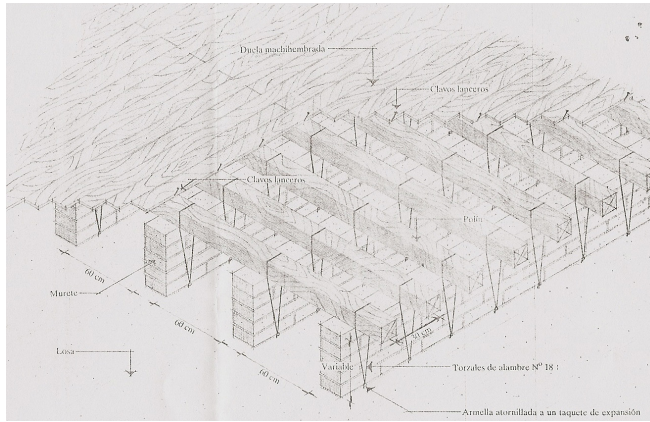 Duela machihembrada
Clavos lanceros
Clavos lanceros
Polín
60 cm
Murete
60 cm
Losa
60 cm
Variable
Torzales de alambre Nº 18
Armella atornillada a un taquete de expansión